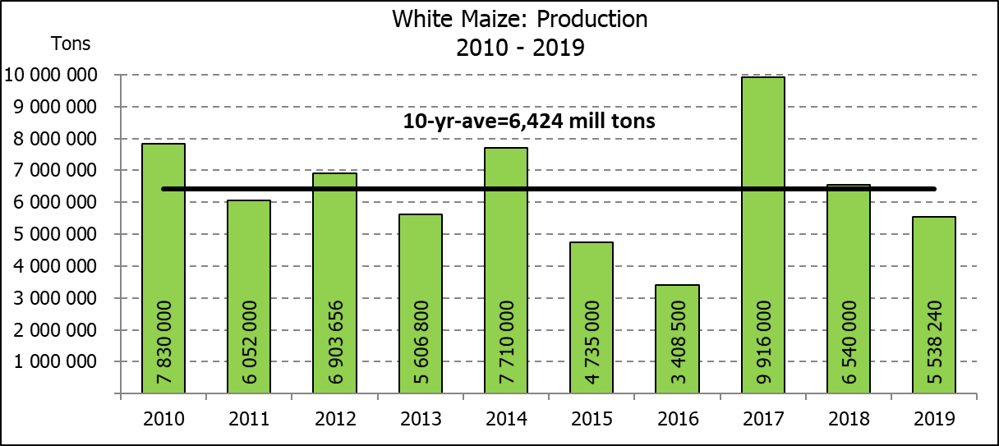 White Maize: Production
2010 - 2019
Tons
10 000 000
9 000 000
8 000 000
7 000 000
6 000 000
5 000 000
4 000 000
3 000 000
2 000 000
1 000 000
10-yr-ave=6,424 mill tons
7 830 000
6 052 000
6 903 656
5 606 800
7 710 000
4 735 000
3 408 500
9 916 000
6 540 000
5 538 240
2010 2011 2012 2013 2014 2015 2016 2017 2018 2019